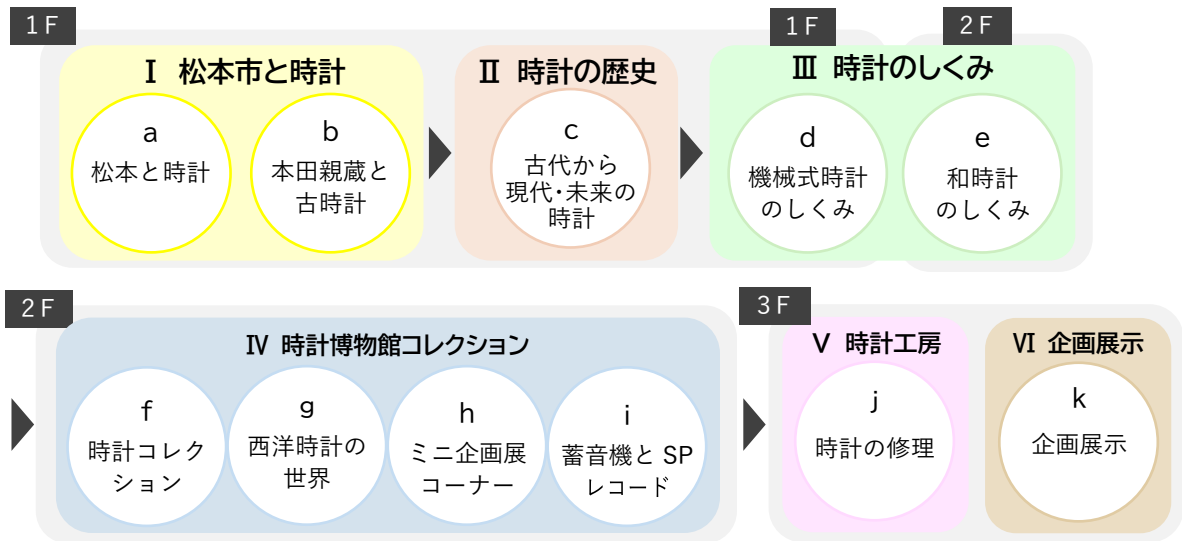 1F
Ⅰ 松本市と時計
a
松本と時計
b
本田親蔵と
古時計
Ⅱ 時計の歴史
c
古代から
現代・未来の
時計
1F
2F
Ⅲ 時計のしくみ
d
機械式時計
のしくみ
e
和時計
のしくみ
2F
Ⅳ 時計博物館コレクション
f
時計コレク
ション
g
西洋時計の
世界
h
ミニ企画展
コーナー
i
蓄音機と SP
レコード
3F
Ⅴ 時計工房
j
時計の修理
Ⅵ 企画展示
k
企画展示